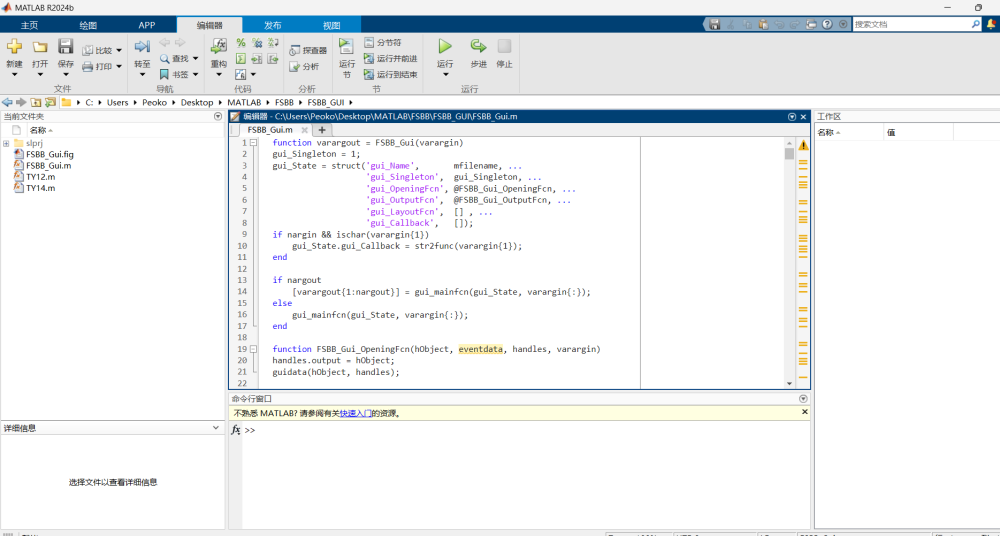 MATLAB R2024b
主页 绘图 APP 编辑器 发布 视图
搜索文档
新建 打开 保存 比较 打印 转至 查找 书签 重构 探查器 分析 运行节 分节符 运行并前进 运行到结束 运行 步进 停止
文件 导航 代码 分析 节 运行
C: Users Peoko Desktop MATLAB FSBB FSBB_GUI
当前文件夹
名称
slprj
FSBB_Gui.fig
FSBB_Gui.m
TY12.m
TY14.m
详细信息
选择文件以查看详细信息
编辑器 - C:\Users\Peoko\Desktop\MATLAB\FSBB\FSBB_GUI\FSBB_Gui.m
FSBB_Gui.m
1 function varargout = FSBB_Gui(varargin)
2 gui_Singleton = 1;
3 gui_State = struct('gui_Name', mfilename, ...
4 'gui_Singleton', gui_Singleton, ...
5 'gui_OpeningFcn', @FSBB_Gui_OpeningFcn, ...
6 'gui_OutputFcn', @FSBB_Gui_OutputFcn, ...
7 'gui_LayoutFcn', [] , ...
8 'gui_Callback', []);
9 if nargin && ischar(varargin{1})
10 gui_State.gui_Callback = str2func(varargin{1});
11 end
12
13 if nargout
14 [varargout{1:nargout}] = gui_mainfcn(gui_State, varargin{:});
15 else
16 gui_mainfcn(gui_State, varargin{:});
17 end
18
19 function FSBB_Gui_OpeningFcn(hObject, eventdata, handles, varargin)
20 handles.output = hObject;
21 guidata(hObject, handles);
22
命令行窗口
不熟悉 MATLAB? 请参阅有关快速入门的资源。
fx >>
工作区
名称 值